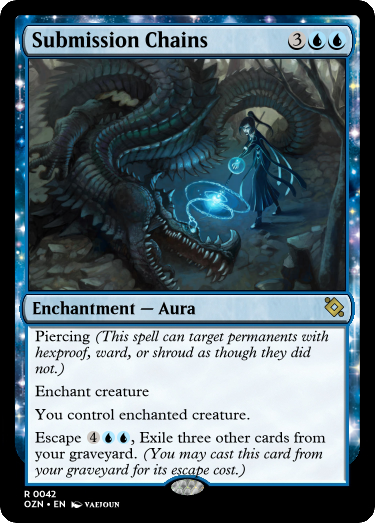 Submission Chains 3
Enchantment — Aura
Piercing (This spell can target permanents with
hexproof, ward, or shroud as though they did
not.)
Enchant creature
You control enchanted creature.
Escape 4, Exile three other cards from
your graveyard. (You may cast this card from
your graveyard for its escape cost.)
R 0042
OZN • EN VAEJOUN